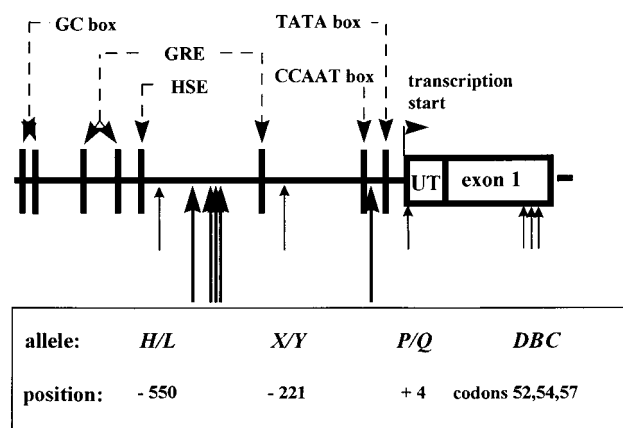 GC box
TATA box
GRE
transcription
start
HSE
CCAAT box
UT
exon 1
allele: H/L X/Y P/Q DBC
position: - 550 - 221 + 4 codons 52,54,57